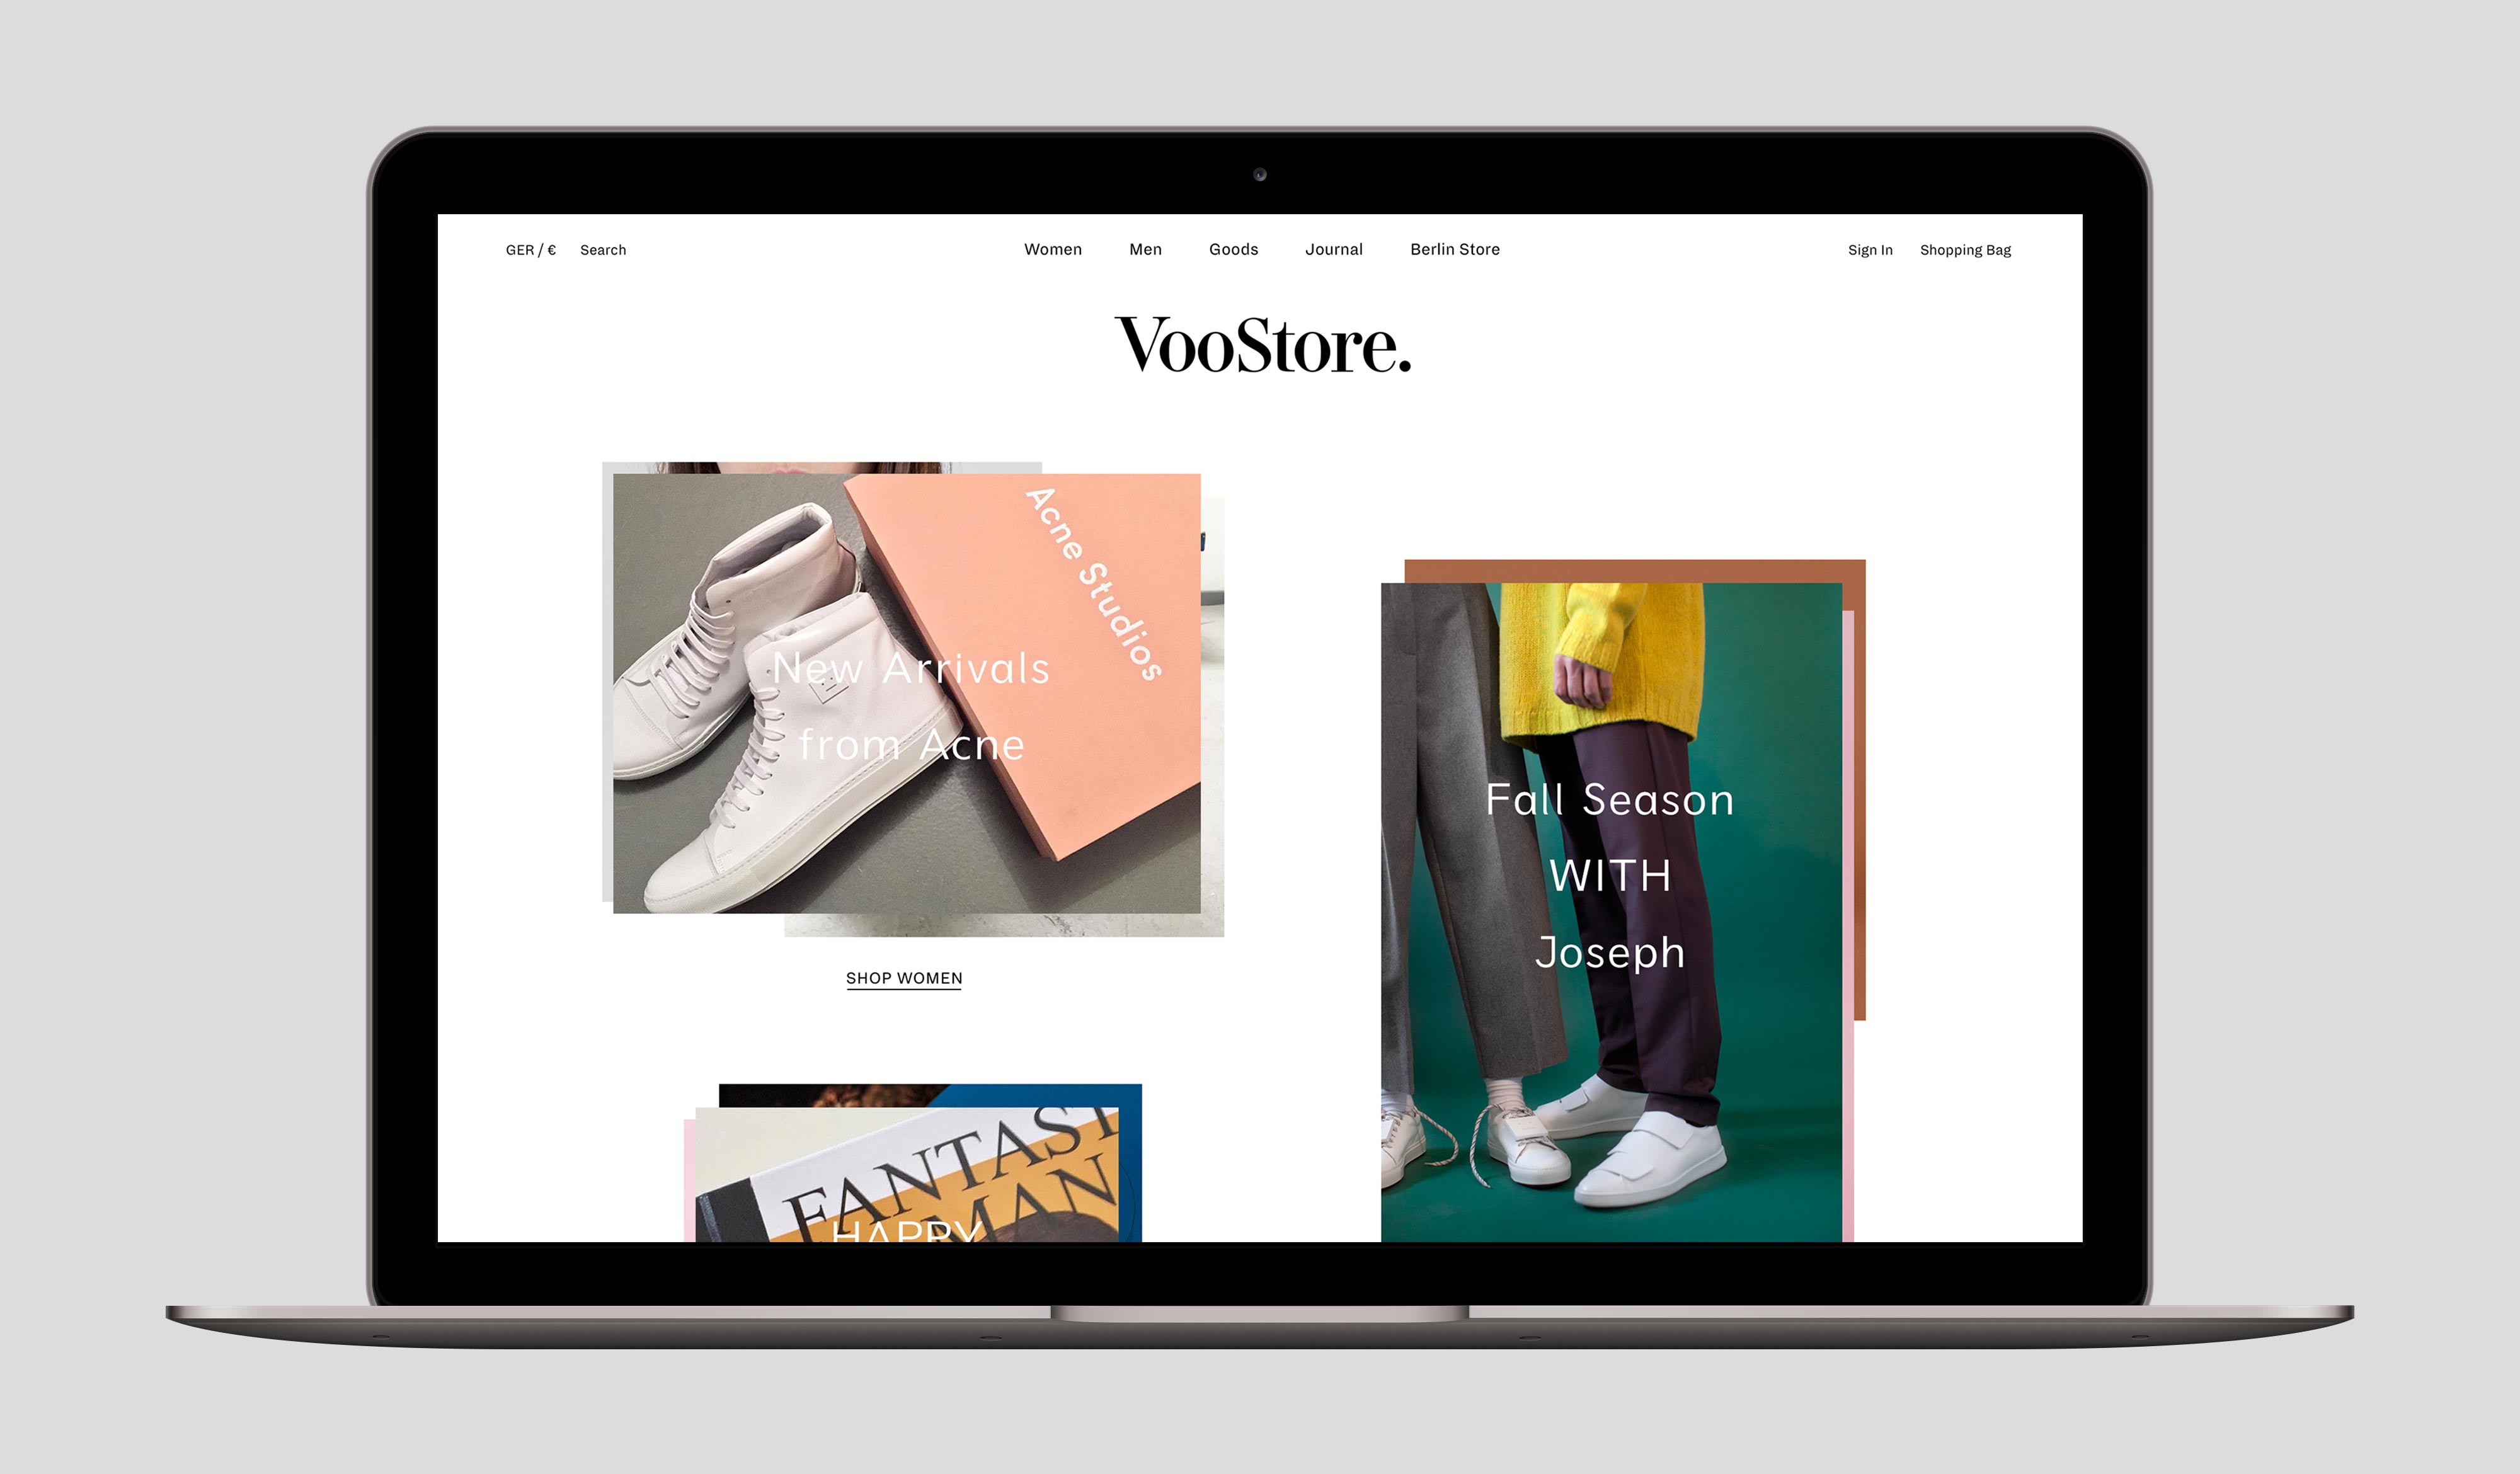 GER / € Search Women Men Goods Journal Berlin Store Sign In Shopping Bag
VooStore.
Acne Studios
New Arrivals
from Acne
SHOP WOMEN
Fall Season
WITH
Joseph
FANTAST
MAN
HAPPY